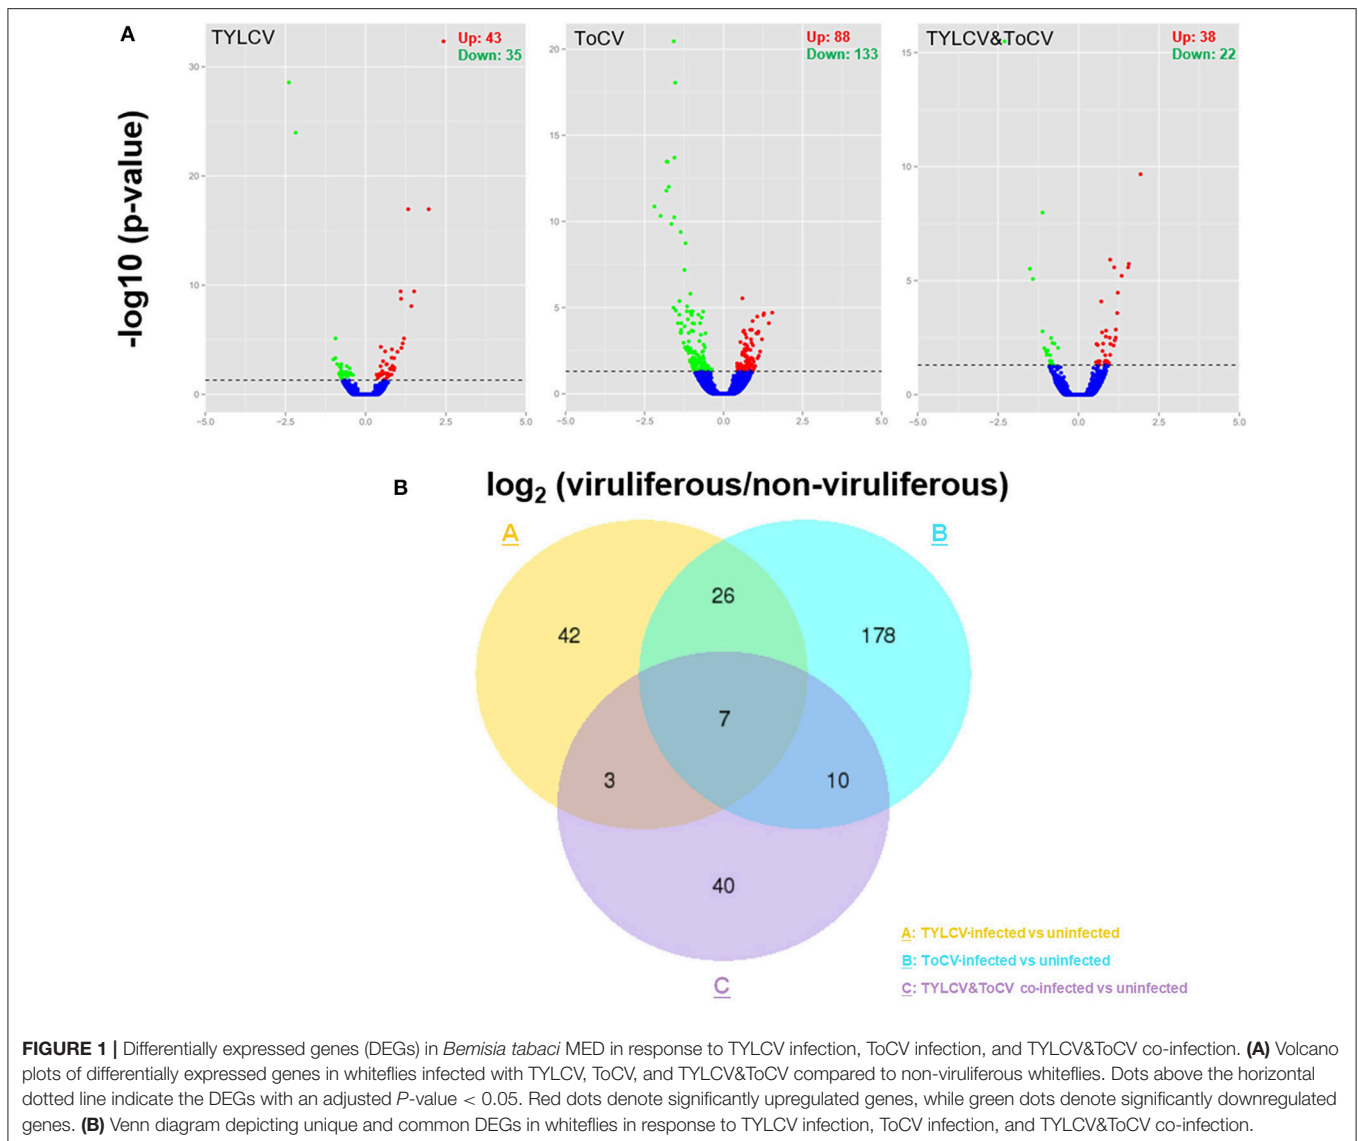 A
TYLCV
Up: 43
Down: 35
ToCV
Up: 88
Down: 133
TYLCV&ToCV
Up: 38
Down: 22
-log10 (p-value)
30
20
10
0
-5.0 -2.5 0.0 2.5 5.0
20
15
10
5
0
-5.0 -2.5 0.0 2.5 5.0
15
10
5
0
-5.0 -2.5 0.0 2.5 5.0
log2 (viruliferous/non-viruliferous)
B
A
B
26
42
178
7
3
10
40
C
A: TYLCV-infected vs uninfected
B: ToCV-infected vs uninfected
C: TYLCV&ToCV co-infected vs uninfected
FIGURE 1 | Differentially expressed genes (DEGs) in Bemisia tabaci MED in response to TYLCV infection, ToCV infection, and TYLCV&ToCV co-infection. (A) Volcano
plots of differentially expressed genes in whiteflies infected with TYLCV, ToCV, and TYLCV&ToCV compared to non-viruliferous whiteflies. Dots above the horizontal
dotted line indicate the DEGs with an adjusted P-value < 0.05. Red dots denote significantly upregulated genes, while green dots denote significantly downregulated
genes. (B) Venn diagram depicting unique and common DEGs in whiteflies in response to TYLCV infection, ToCV infection, and TYLCV&ToCV co-infection.